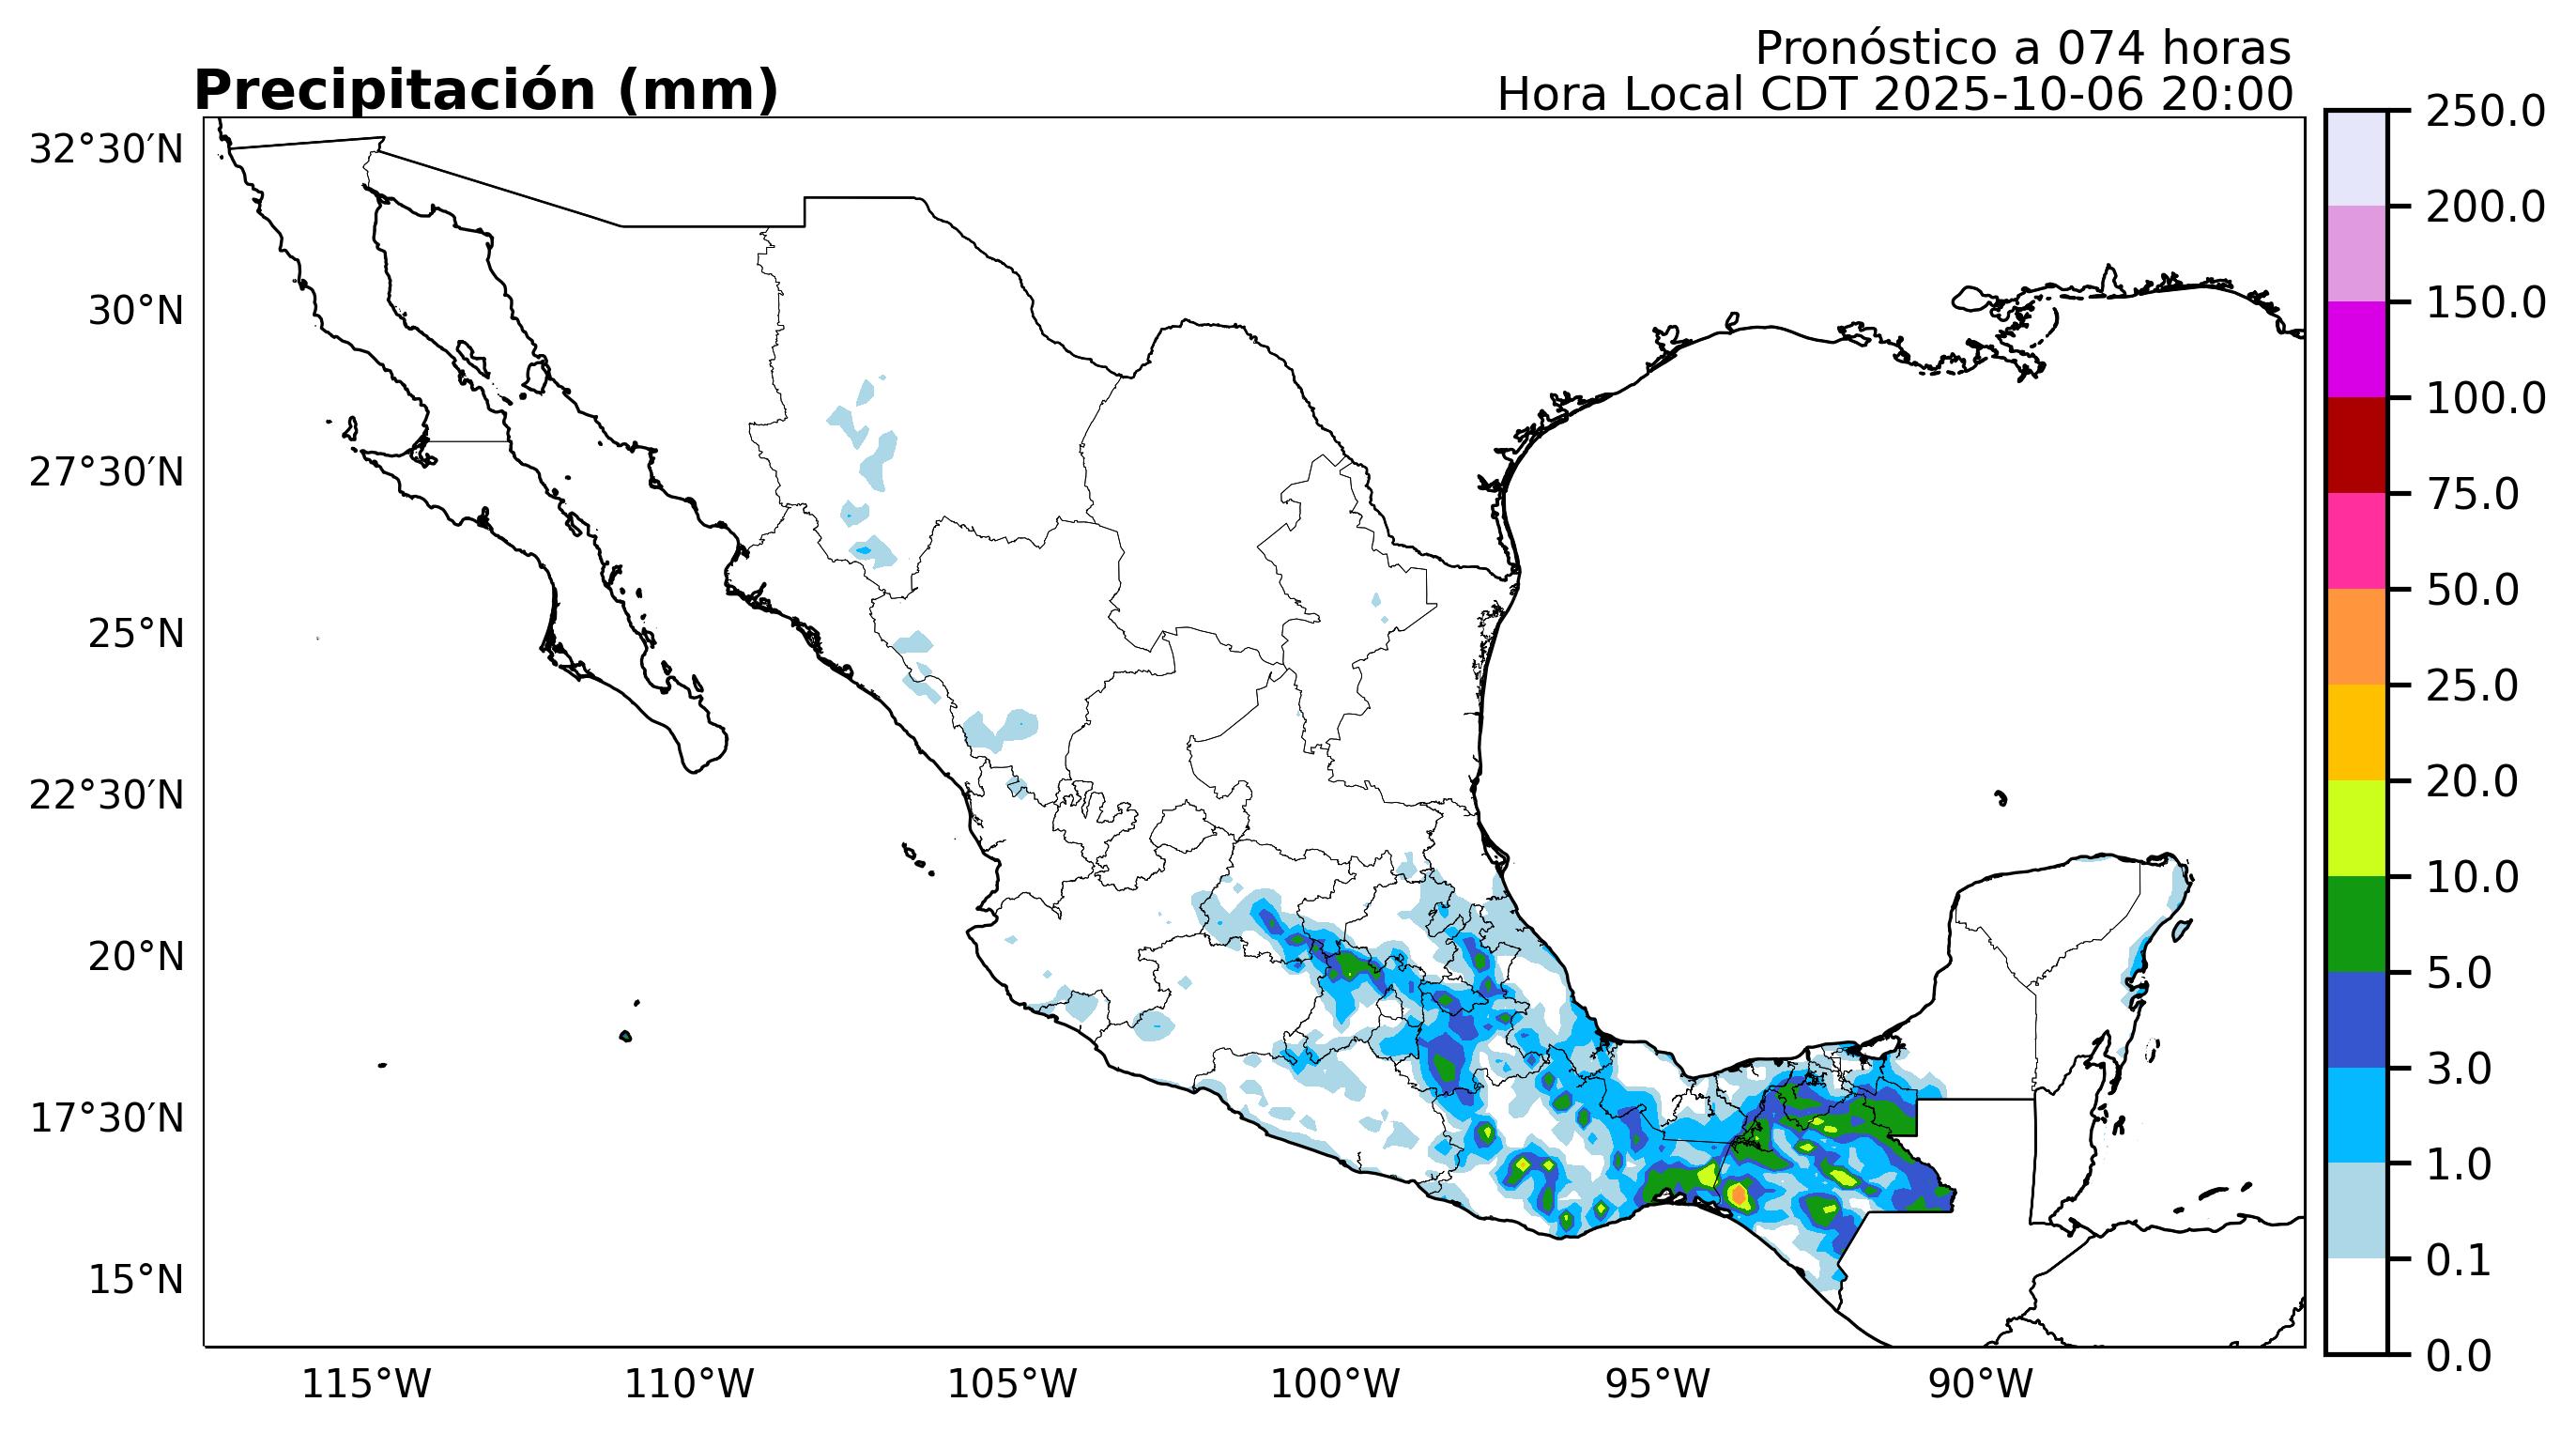 Pronóstico a 074 horas
Precipitación (mm)
Hora Local CDT 2025-10-06 20:00
32°30′N
30°N
27°30′N
25°N
22°30′N
20°N
17°30′N
15°N
115°W
110°W
105°W
100°W
95°W
90°W
250.0
200.0
150.0
100.0
75.0
50.0
25.0
20.0
10.0
5.0
3.0
1.0
0.1
0.0